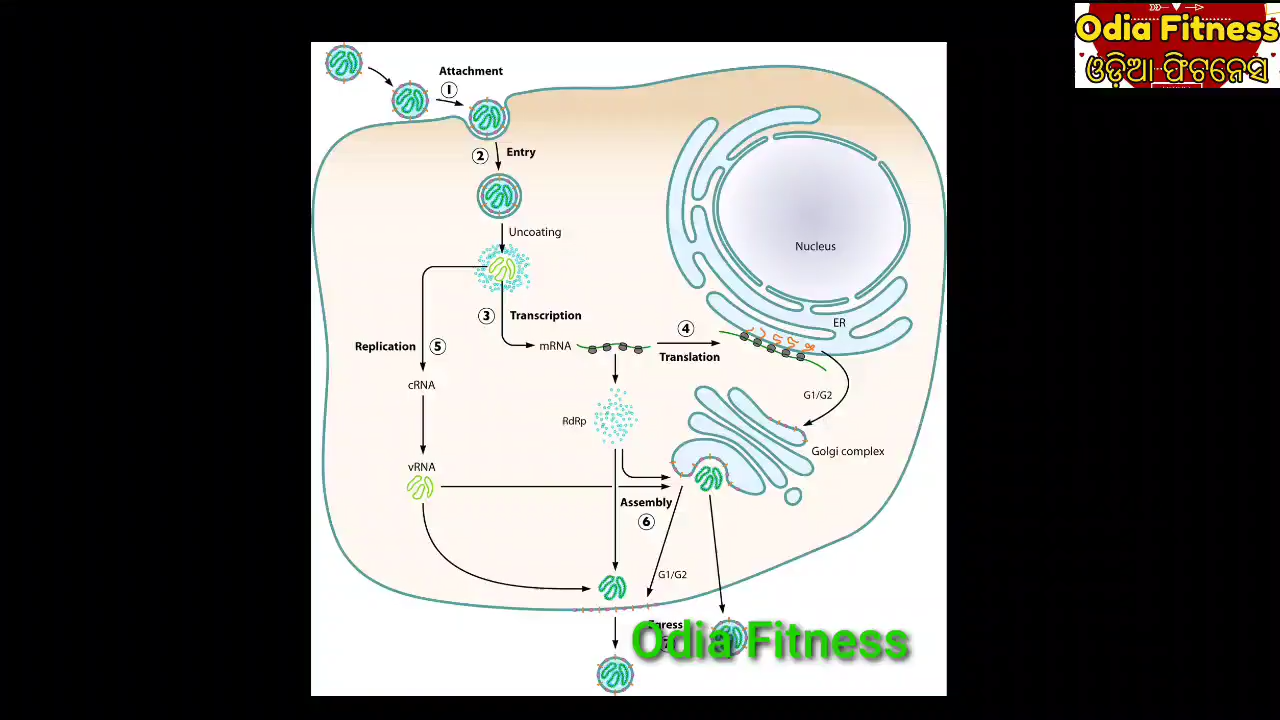 Odia Fitness
ଓଡ଼ିଆ ଫିଟନେସ
Attachment
1
2 Entry
Uncoating
3 Transcription
Nucleus
ER
mRNA
4
Translation
Replication 5
cRNA
G1/G2
RdRp
Golgi complex
vRNA
Assembly
6
G1/G2
Odia Fitness